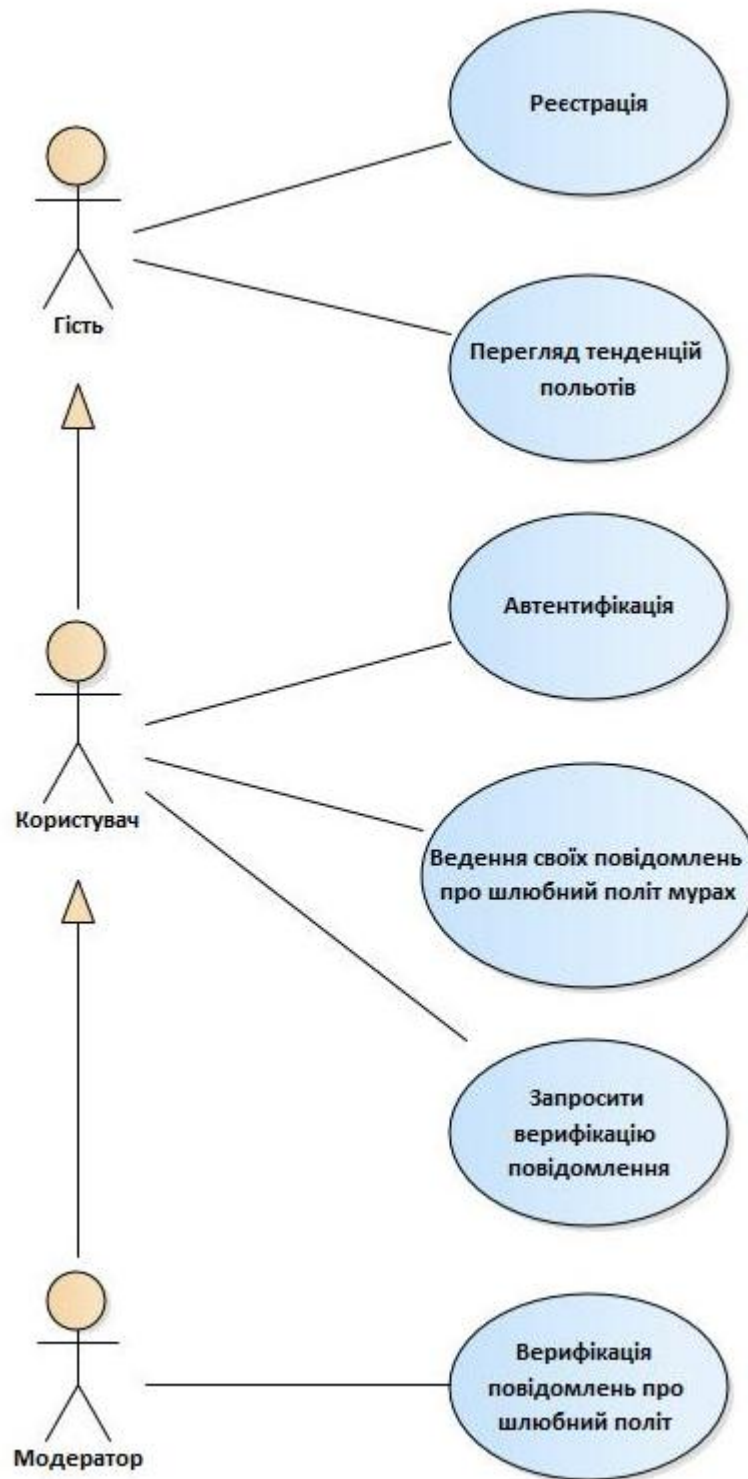 Реєстрація
Гість
Перегляд тенденцій
польотів
Автентифікація
Користувач
Ведення своїх повідомлень
про шлюбний політ мурах
Запросити
верифікацію
повідомлення
Верифікація
повідомлень про
шлюбний політ
Модератор